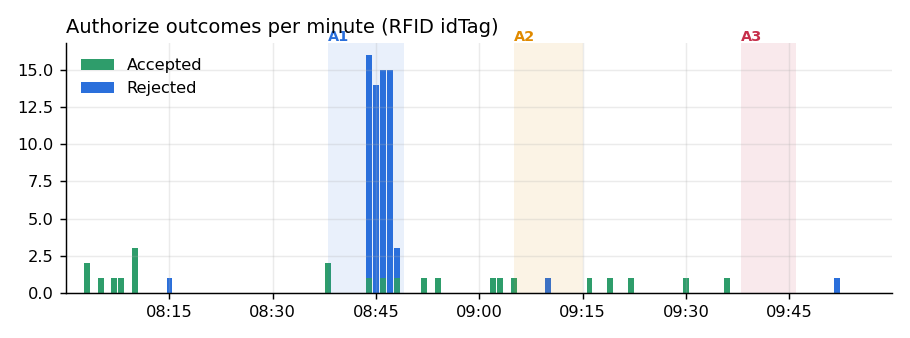 Authorize outcomes per minute (RFID idTag)
A1
A2
A3
Accepted
Rejected
15.0
12.5
10.0
7.5
5.0
2.5
0.0
08:15
08:30
08:45
09:00
09:15
09:30
09:45